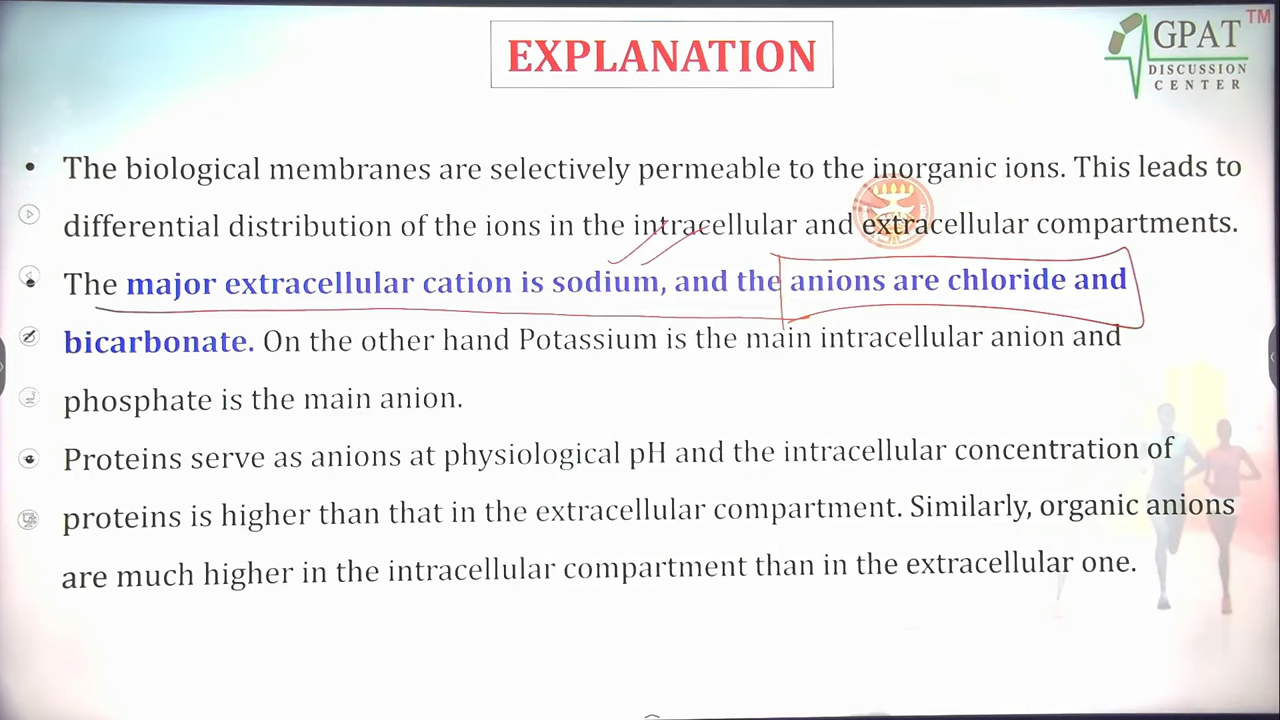 EXPLANATION
GPAT TM
DISCUSSION
CENTER
• The biological membranes are selectively permeable to the inorganic ions. This leads to
differential distribution of the ions in the intracellular and extracellular compartments.
The major extracellular cation is sodium, and the anions are chloride and
bicarbonate. On the other hand Potassium is the main intracellular anion and
phosphate is the main anion.
Proteins serve as anions at physiological pH and the intracellular concentration of
proteins is higher than that in the extracellular compartment. Similarly, organic anions
are much higher in the intracellular compartment than in the extracellular one.